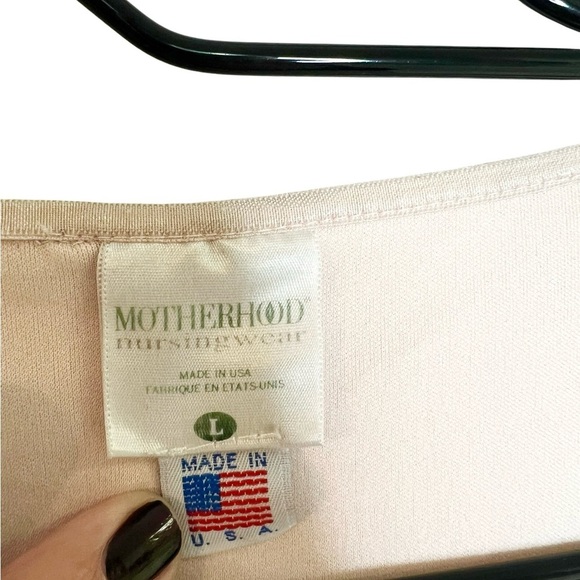 MOTHERHOOD®
nursingwear
MADE IN USA
FABRIQUE EN ETATS-UNIS
L
MADE IN
U. S. A.